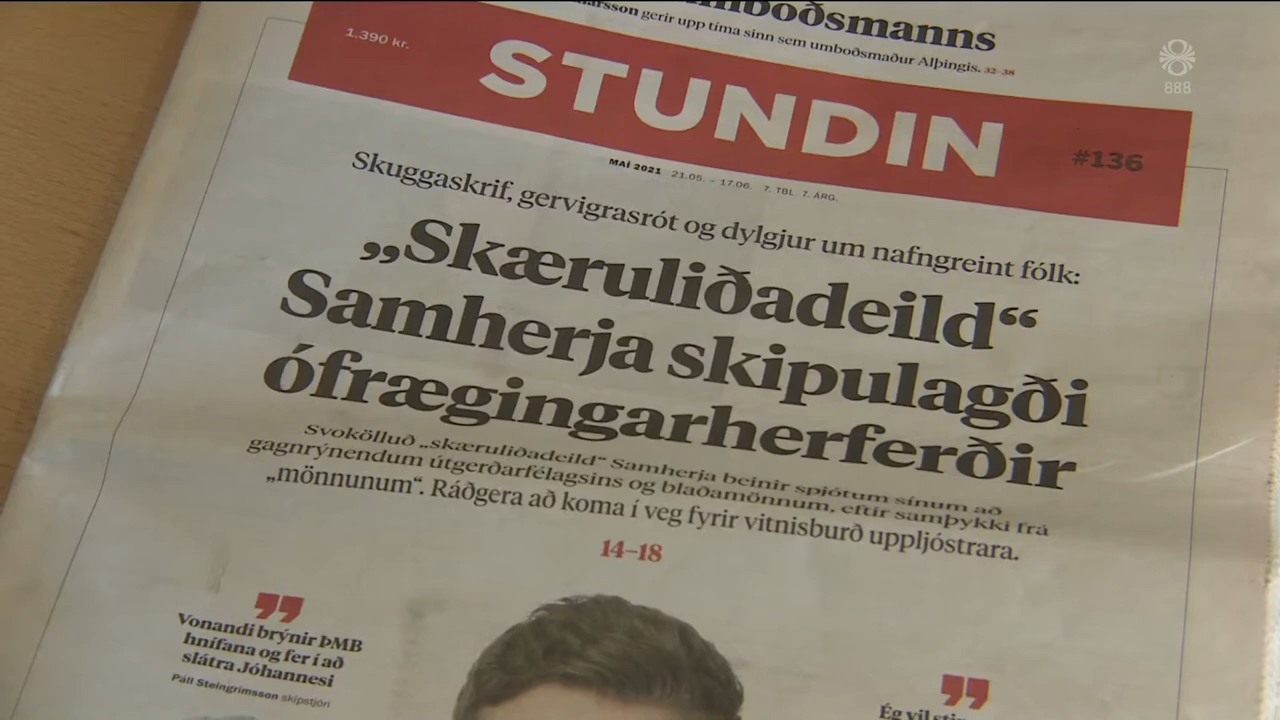 umboðsmanns
gerir upp tíma sinn sem umboðsmaður Alþingis. 32–38
1.390 kr.
STUNDIN
#136
888
MAÍ 2021 21.05. – 17.06. 7. TBL. 7. ÁRG.
Skuggaskrif, gervigrasrót og dylgjur um nafngreint fólk:
„Skæruliðadeild“
Samherja skipulagði
ófrægingarherferðir
Svokölluð „skæruliðadeild“ Samherja beinir spjótum sínum að
gagnrýnendum útgerðarfélagsins og blaðamönnum, eftir samþykki frá
„mönnunum“. Ráðgera að koma í veg fyrir vitnisburð uppljóstrara.
14–18
Vonandi brýnir ÞMB
hnífana og fer í að
slátra Jóhannesi
Páll Steingrímsson skipstjóri
Ég vil